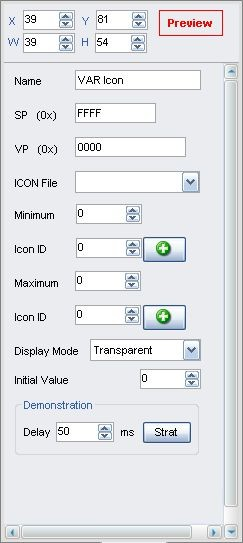 X 39 Y 81 Preview
W 39 H 54
Name VAR Icon
SP (0x) FFFF
VP (0x) 0000
ICON File
Minimum 0
Icon ID 0
Maximum 0
Icon ID 0
Display Mode Transparent
Initial Value 0
Demonstration
Delay 50 ms Strat